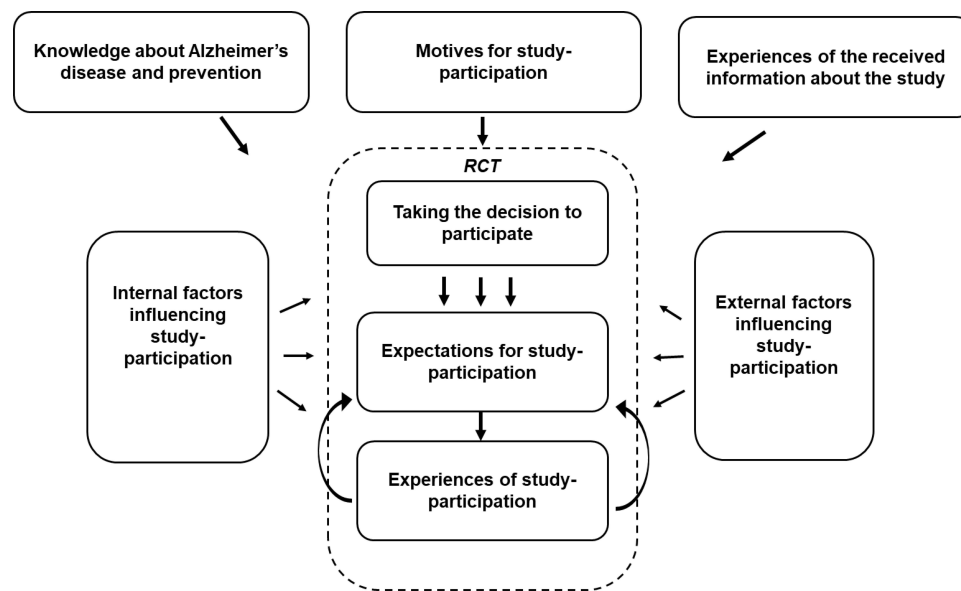 Knowledge about Alzheimer's
disease and prevention
Motives for study-
participation
Experiences of the received
information about the study
RCT
Taking the decision to
participate
Internal factors
influencing
study-
participation
Expectations for study-
participation
External factors
influencing
study-
participation
Experiences of study-
participation